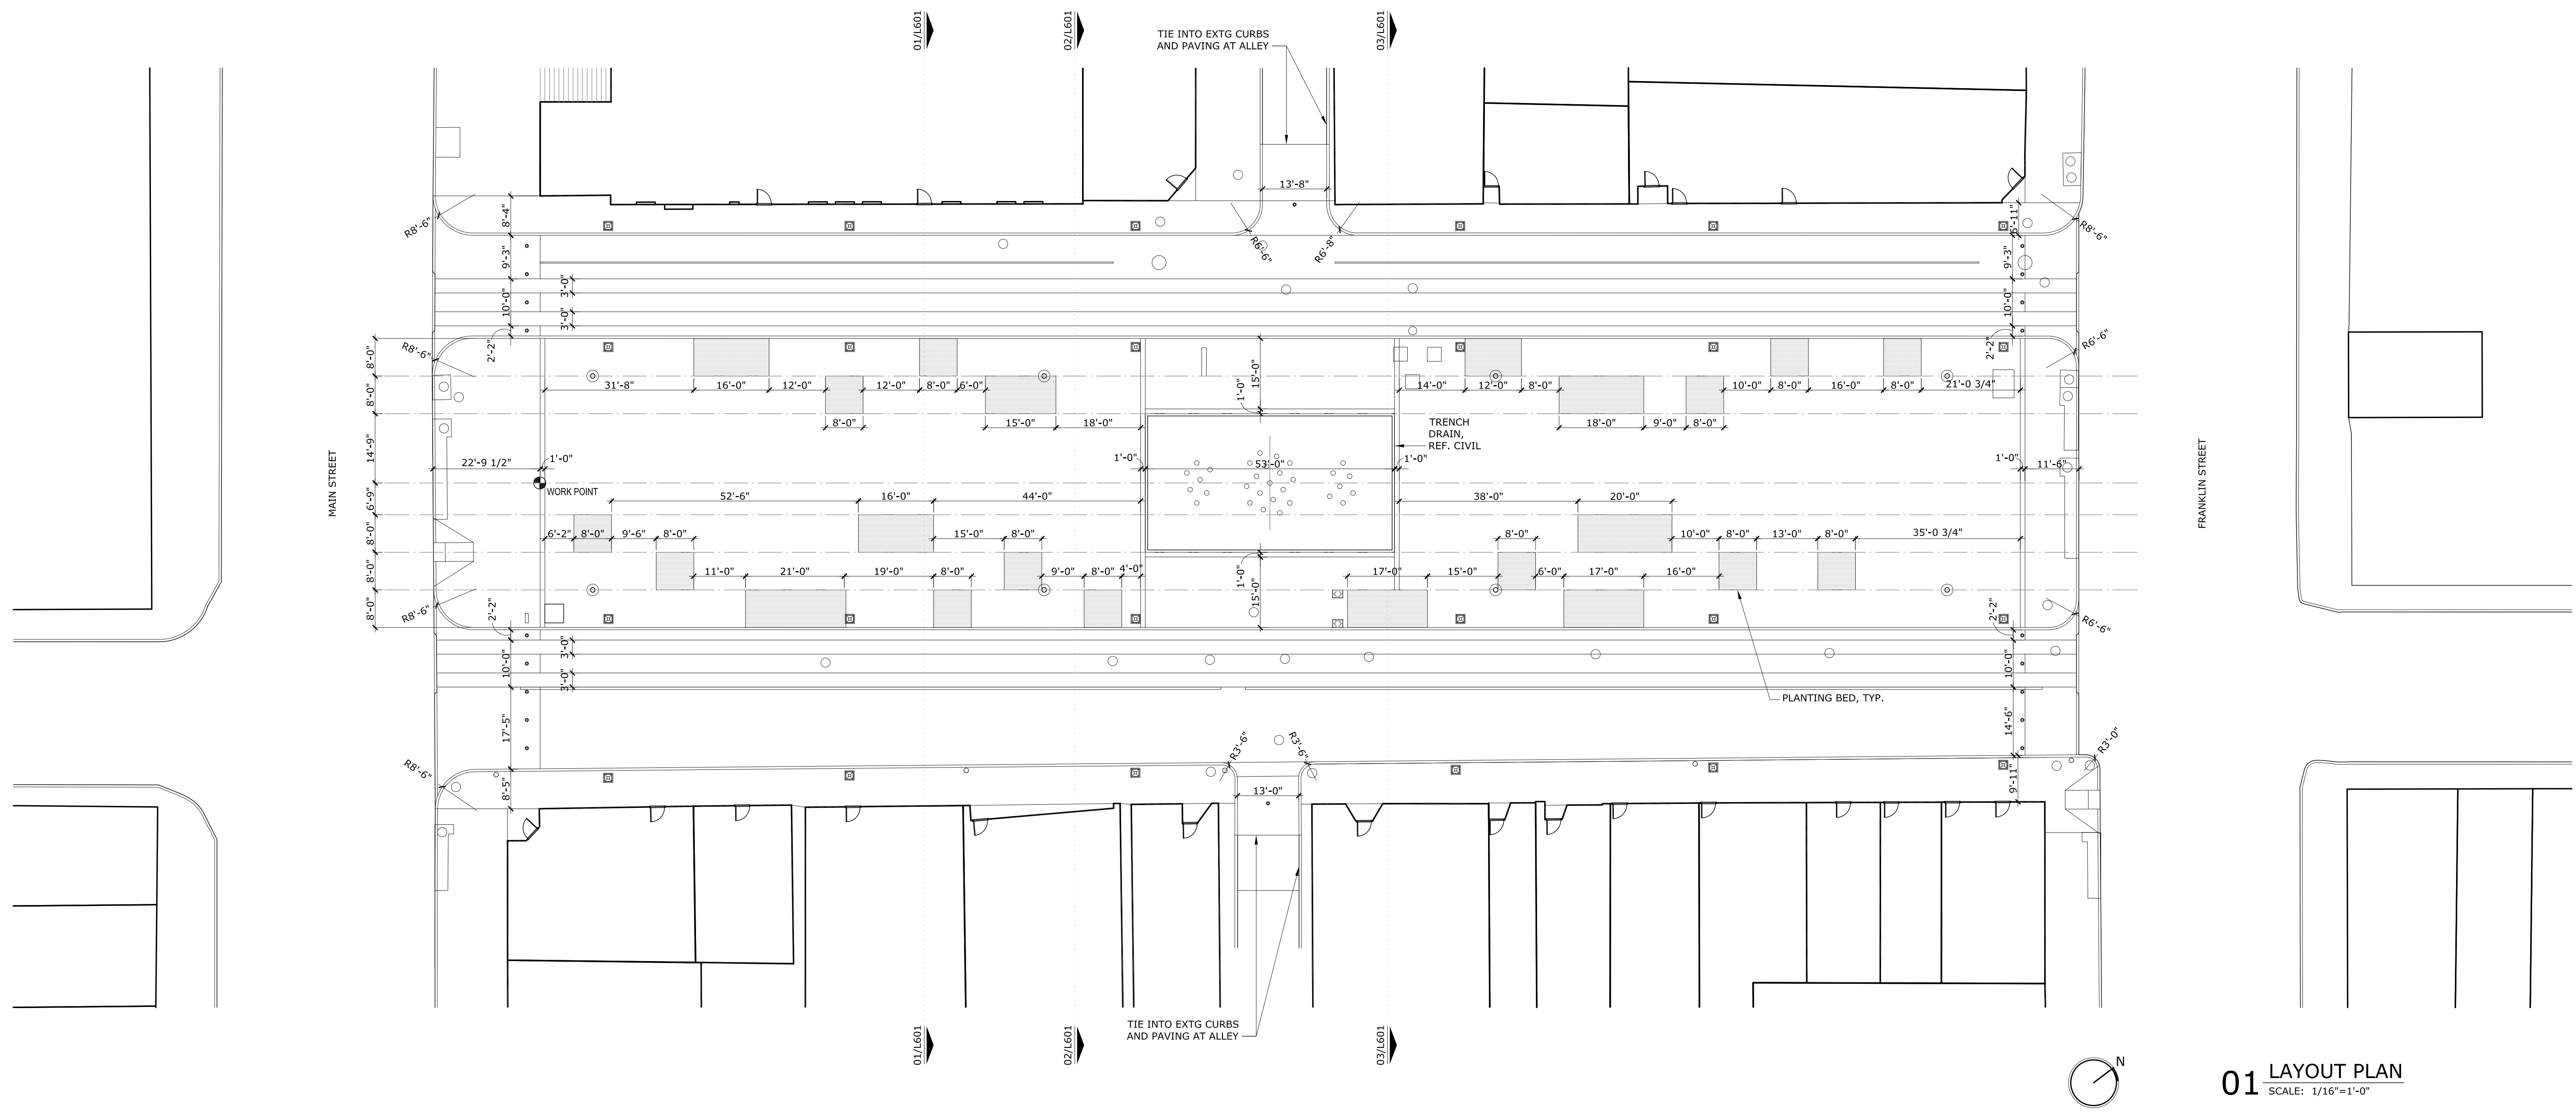 01/L601
02/L601
03/L601
TIE INTO EXTG CURBS
AND PAVING AT ALLEY
13'-8"
R8'-6"
8'-4"
R6'-6"
R6'-8"
R8'-6"
9'-3"
9'-3"
3'-0"
10'-0"
10'-0"
3'-0"
R8'-6"
2'-2"
2'-2"
R6'-6"
8'-0"
15'-0"
8'-0"
31'-8"
16'-0"
12'-0"
12'-0"
8'-0"
6'-0"
1'-0"
14'-0"
12'-0"
8'-0"
10'-0"
8'-0"
16'-0"
8'-0"
21'-0 3/4"
8'-0"
15'-0"
18'-0"
18'-0"
9'-0"
8'-0"
TRENCH
DRAIN,
REF. CIVIL
MAIN STREET
FRANKLIN STREET
14'-9"
22'-9 1/2"
1'-0"
1'-0"
53'-0"
1'-0"
1'-0"
11'-6"
WORK POINT
6'-9"
52'-6"
16'-0"
44'-0"
38'-0"
20'-0"
8'-0"
6'-2"
8'-0"
9'-6"
8'-0"
15'-0"
8'-0"
8'-0"
10'-0"
8'-0"
13'-0"
8'-0"
35'-0 3/4"
8'-0"
11'-0"
21'-0"
19'-0"
8'-0"
9'-0"
8'-0"
4'-0"
1'-0"
17'-0"
15'-0"
6'-0"
17'-0"
16'-0"
8'-0"
15'-0"
R8'-6"
2'-2"
2'-2"
R6'-6"
3'-0"
10'-0"
10'-0"
3'-0"
PLANTING BED, TYP.
17'-5"
14'-6"
R8'-6"
R3'-6"
R3'-6"
R3'-0"
8'-5"
13'-0"
9'-11"
TIE INTO EXTG CURBS
AND PAVING AT ALLEY
01/L601
02/L601
03/L601
N
01 LAYOUT PLAN
SCALE: 1/16"=1'-0"